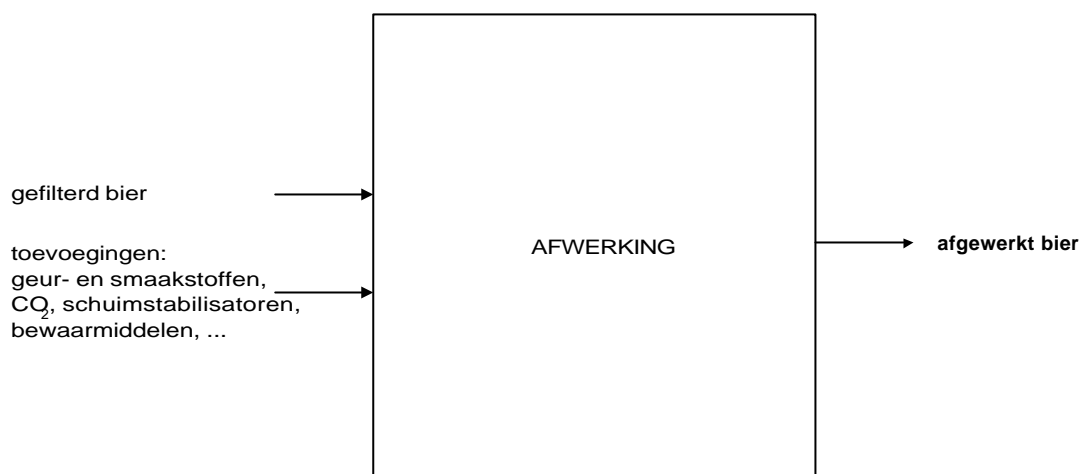 gefilterd bier
toevoegingen:
geur- en smaakstoffen,
CO2, schuimstabilisatoren,
bewaarmiddelen, ...
AFWERKING
afgewerkt bier